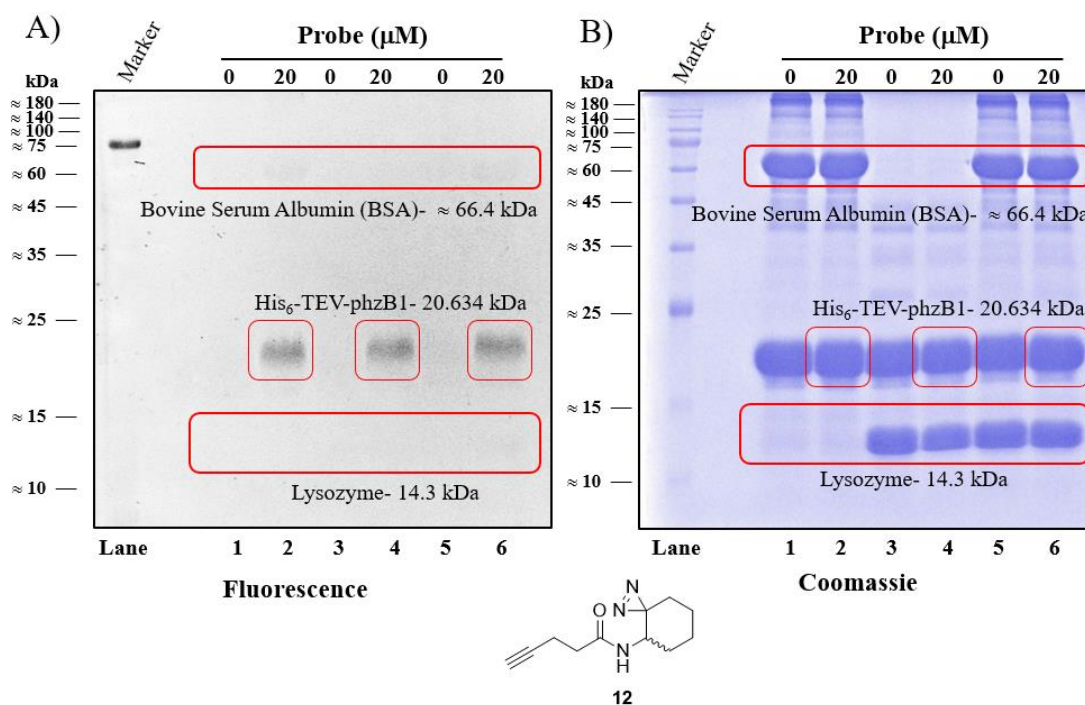 A)
Marker
Probe (μM)
0 20 0 20 0 20
kDa
≈ 180
≈ 140
≈ 100
≈ 75
≈ 60
≈ 45
≈ 35
≈ 25
≈ 15
≈ 10
Bovine Serum Albumin (BSA)- ≈ 66.4 kDa
His₆-TEV-phzB1- 20.634 kDa
Lysozyme- 14.3 kDa
Lane 1 2 3 4 5 6
Fluorescence
B)
Marker
Probe (μM)
0 20 0 20 0 20
kDa
≈ 180
≈ 140
≈ 100
≈ 75
≈ 60
≈ 45
≈ 35
≈ 25
≈ 15
≈ 10
Bovine Serum Albumin (BSA)- ≈ 66.4 kDa
His₆-TEV-phzB1- 20.634 kDa
Lysozyme- 14.3 kDa
Lane 1 2 3 4 5 6
Coomassie
N
O N
N
H
12